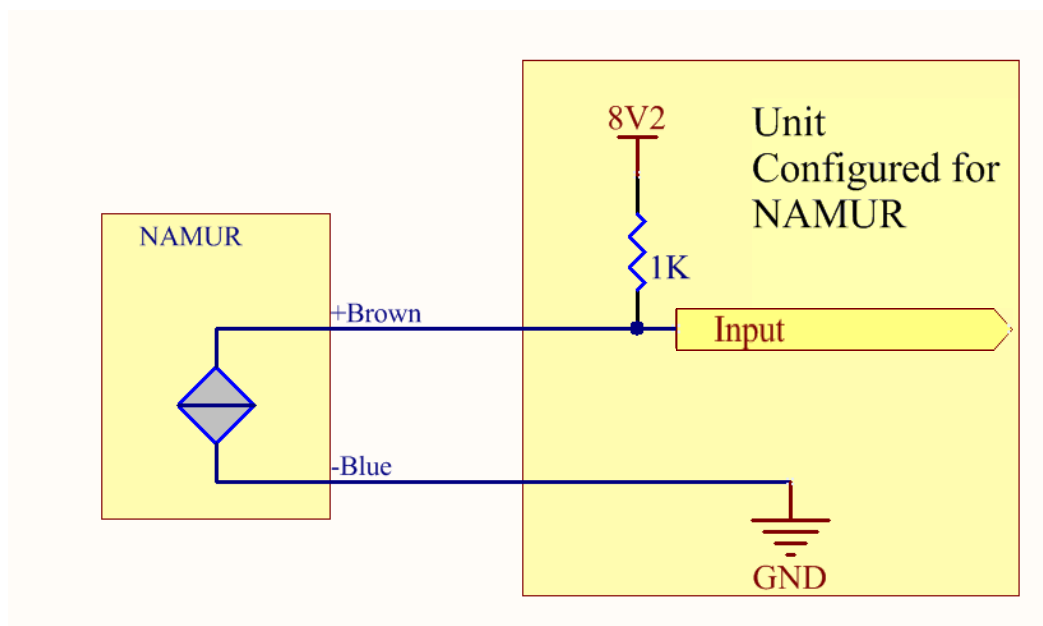 8V2
Unit
Configured for
NAMUR
NAMUR
1K
+Brown
Input
-Blue
GND